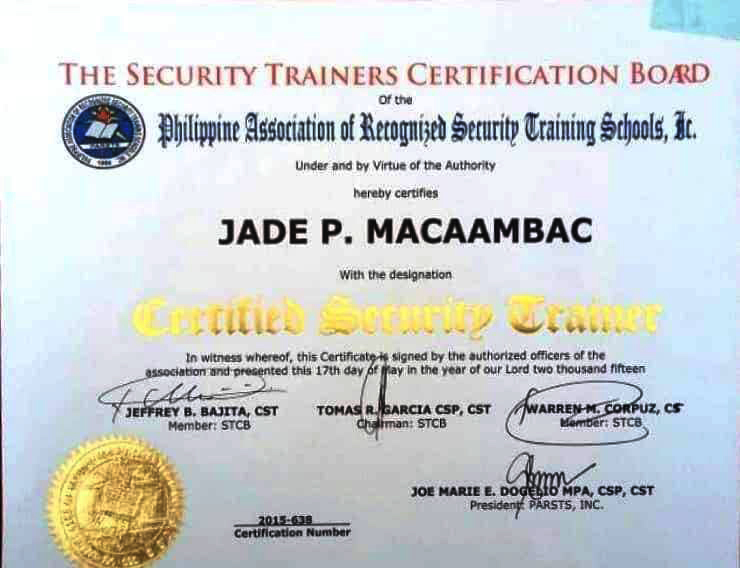 THE SECURITY TRAINERS CERTIFICATION BOARD
Of the
Philippine Association of Recognized Security Training Schools, Ic.
Under and by Virtue of the Authority
hereby certifies
JADE P. MACAAMBAC
With the designation
Certified Security Trainer
In witness whereof, this Certificate is signed by the authorized officers of the
association and presented this 17th day of May in the year of our Lord two thousand fifteen
JEFFREY B. BAJITA, CST
Member: STCB
TOMAS R. GARCIA CSP, CST
Chairman: STCB
WARREN M. CORPUZ, CS
Member: STCB
JOE MARIE E. DOGELIO MPA, CSP, CST
President: PARSTS, INC.
2015-638
Certification Number
PARSTS